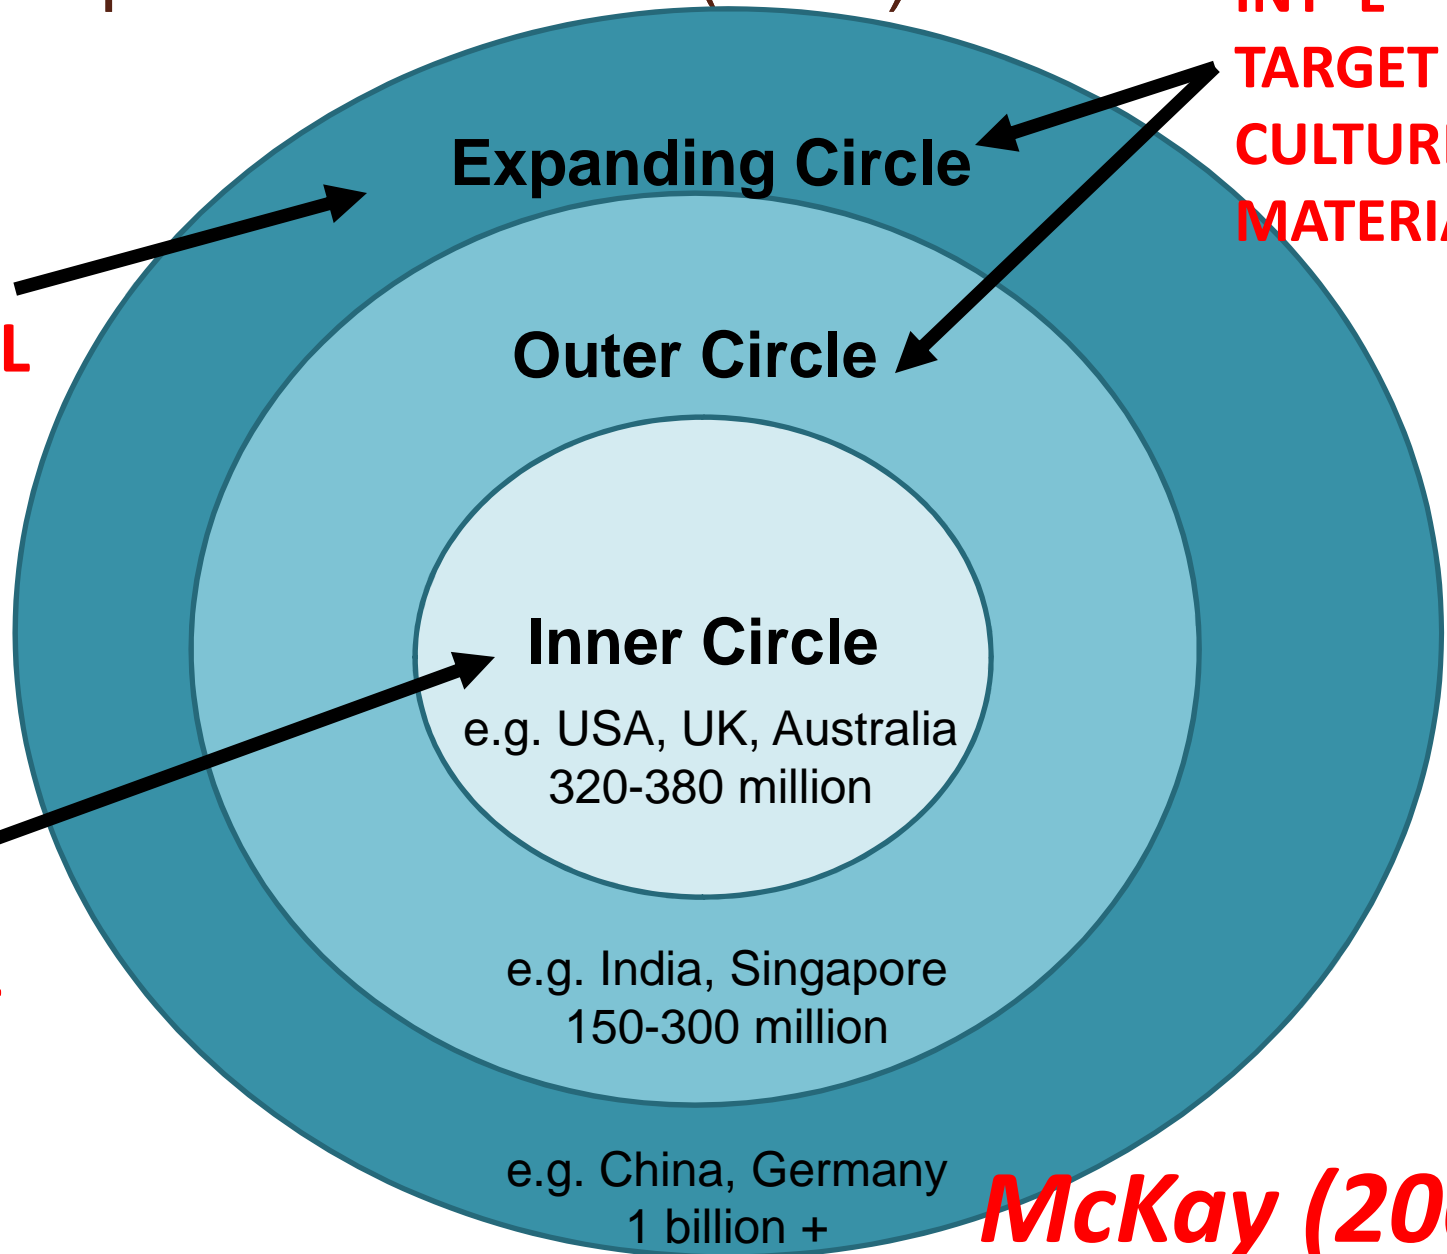 TARGET
Expanding Circle
L
Outer Circle
Inner Circle
e.g. USA, UK, Australia
320-380 million
e.g. India, Singapore
150-300 million
e.g. China, Germany
1 billion +
McKay